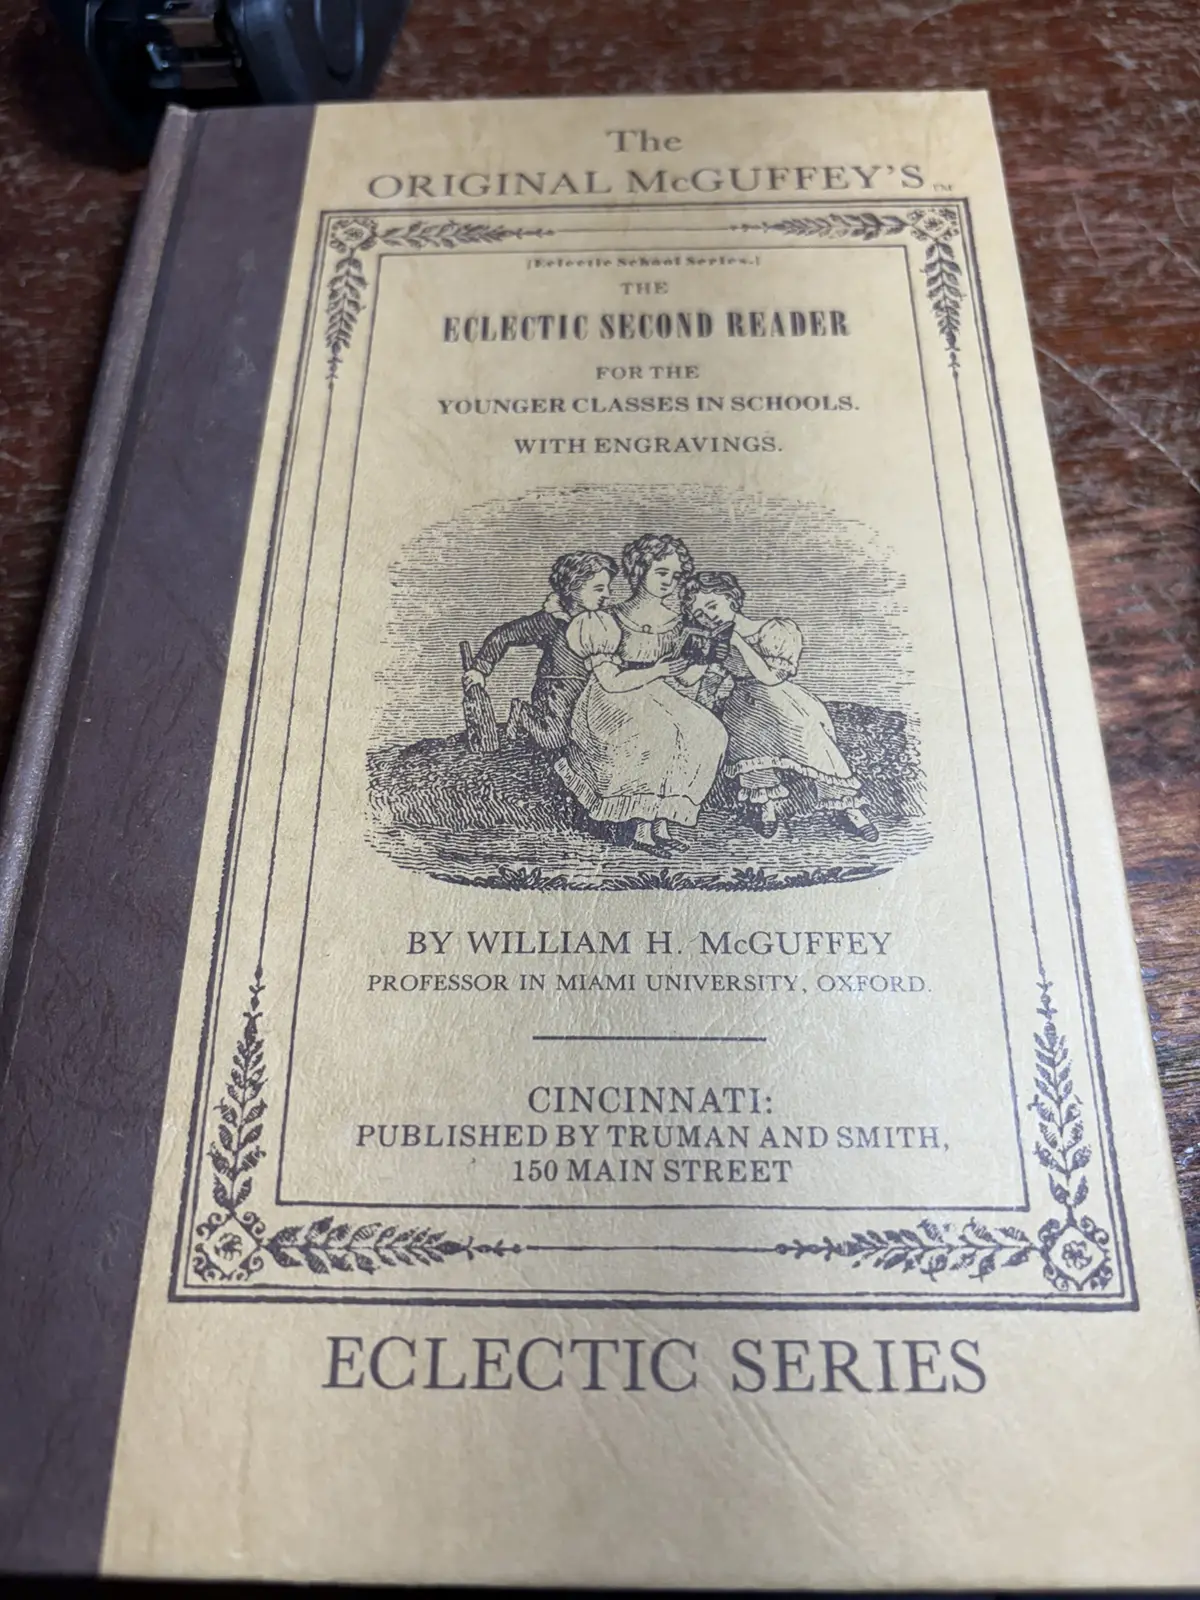 The
ORIGINAL McGUFFEY'S™
[Eclectic School Series.]
THE
ECLECTIC SECOND READER
FOR THE
YOUNGER CLASSES IN SCHOOLS.
WITH ENGRAVINGS.
BY WILLIAM H. McGUFFEY
PROFESSOR IN MIAMI UNIVERSITY, OXFORD.
CINCINNATI:
PUBLISHED BY TRUMAN AND SMITH,
150 MAIN STREET
ECLECTIC SERIES